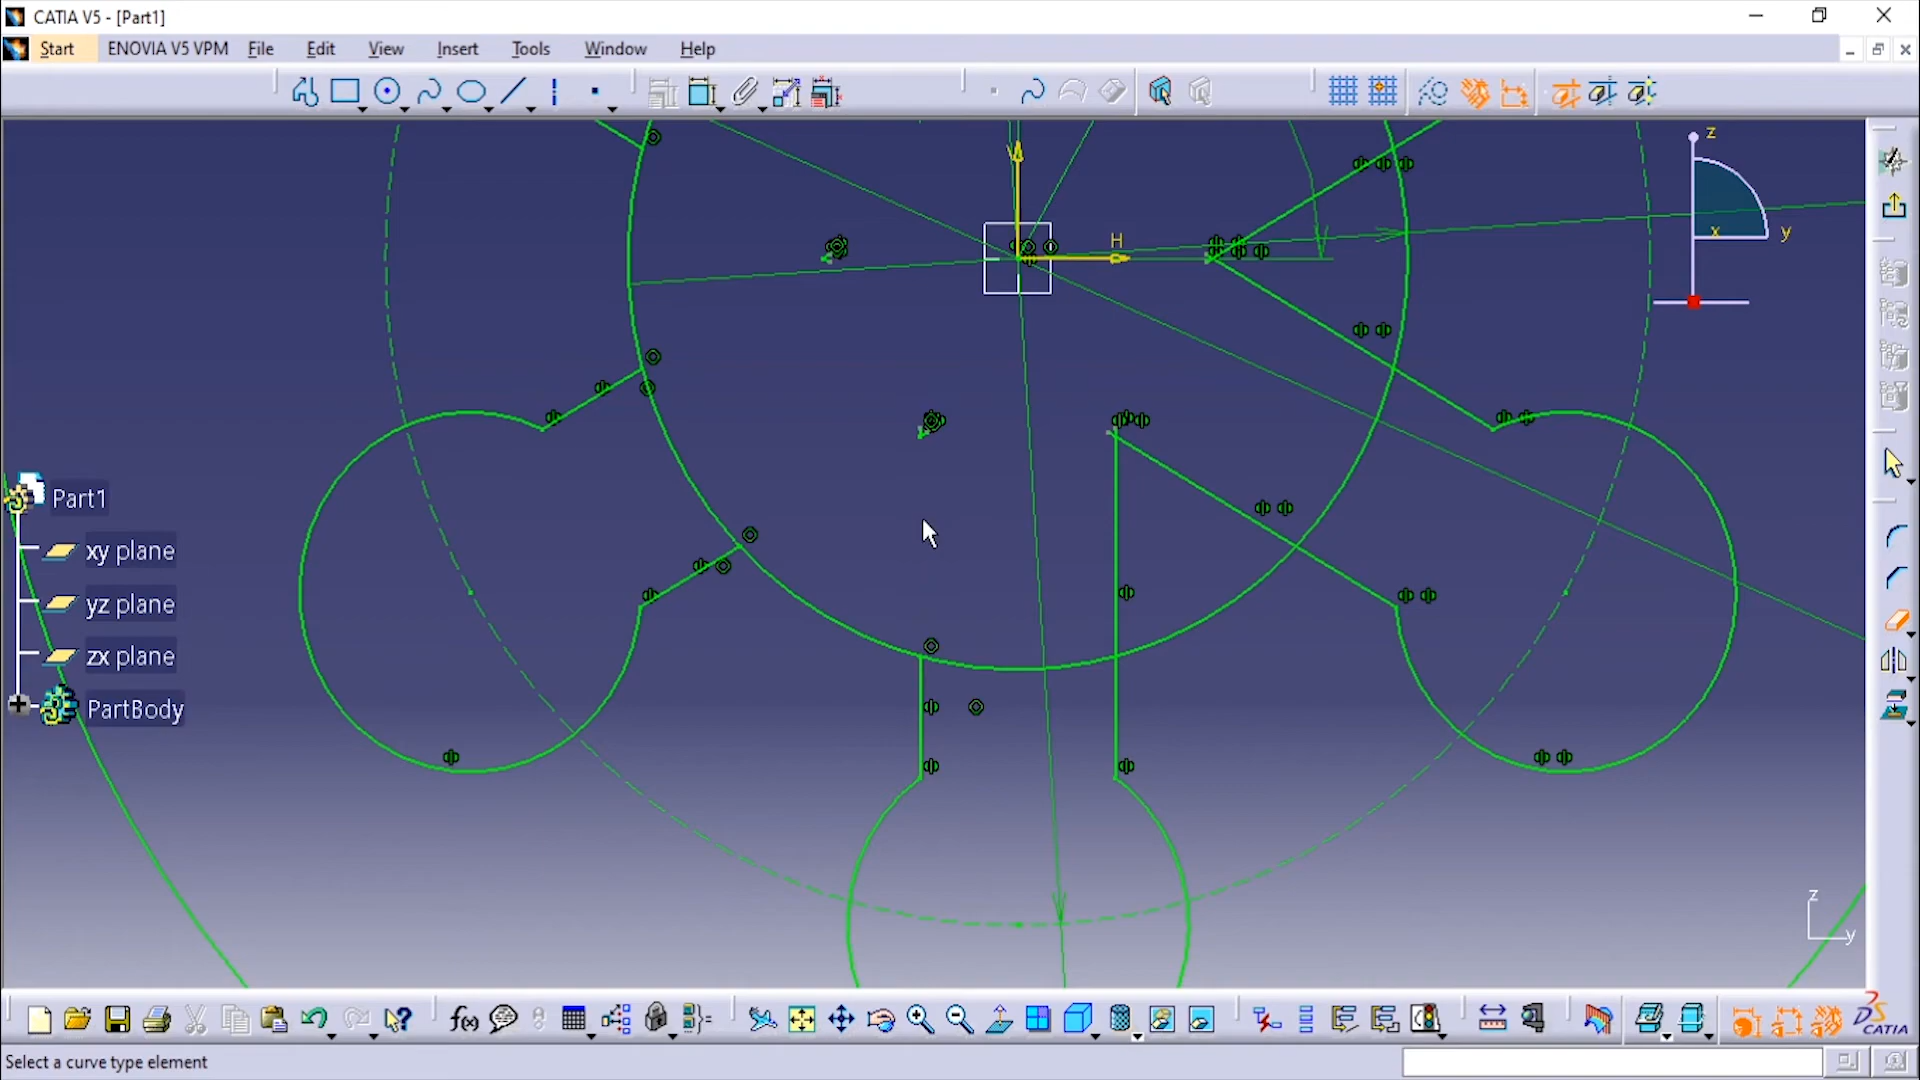 CATIA V5 - [Part1]
Start ENOVIA V5 VPM File Edit View Insert Tools Window Help
z
x
y
H
Part1
xy plane
yz plane
zx plane
PartBody
z
y
f(x)
CATIA
Select a curve type element